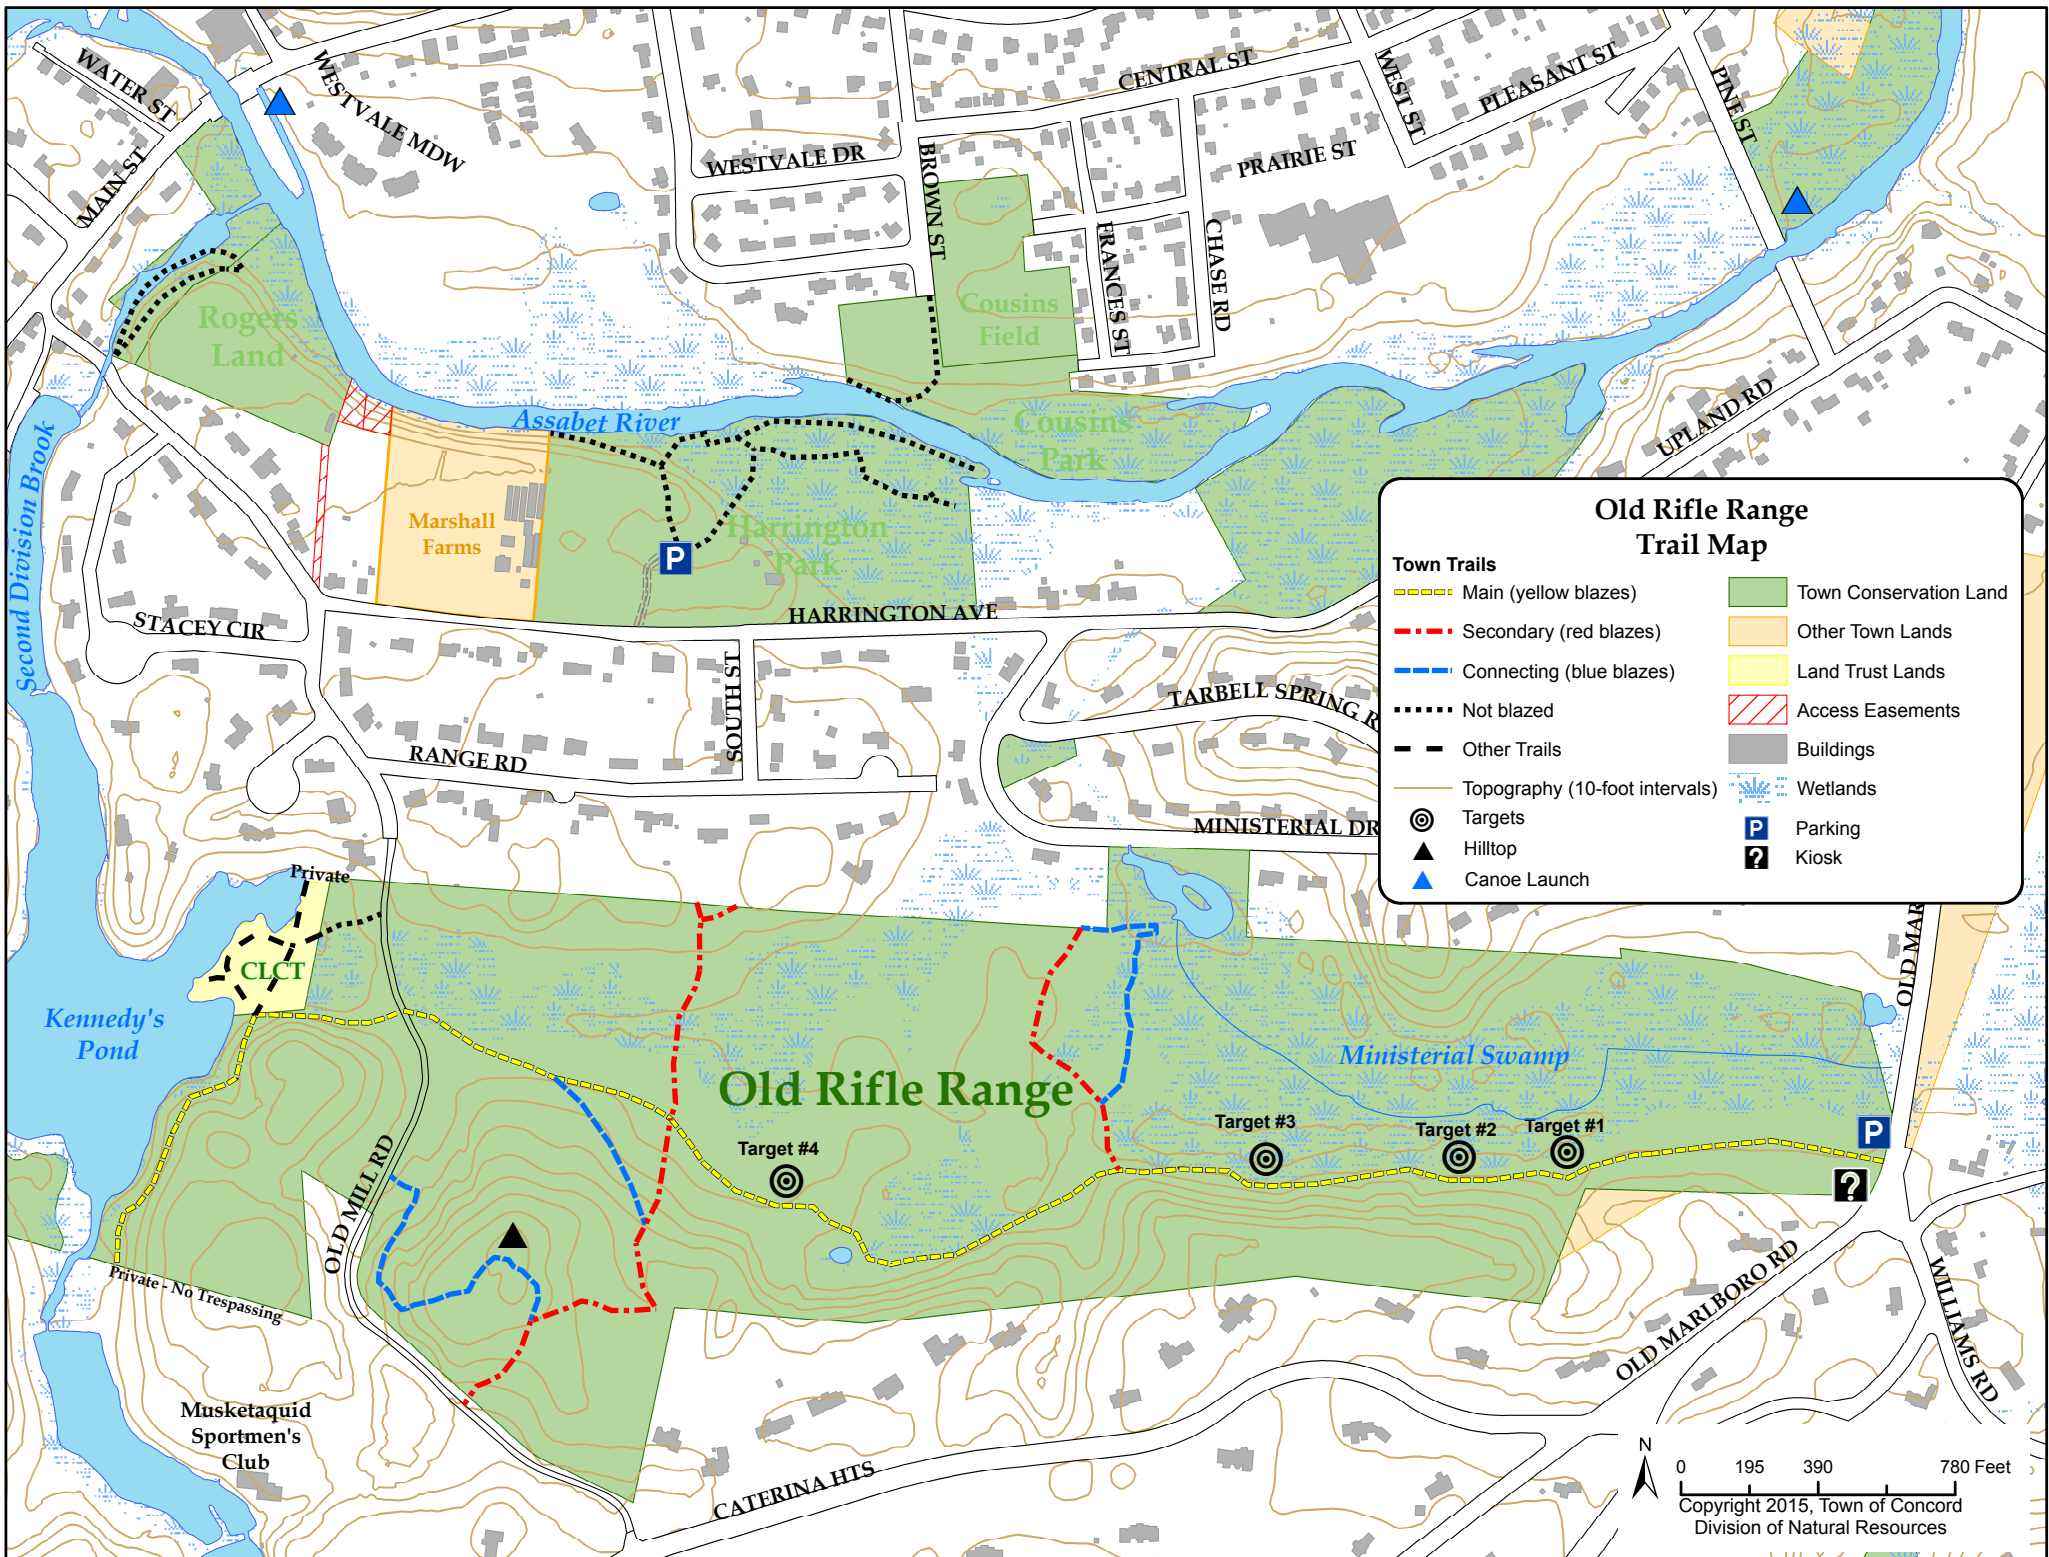 WATER ST
WESTVALE MDW
MAIN ST
WESTVALE DR
BROWN ST
CENTRAL ST
WEST ST
PLEASANT ST
PINE ST
PRAIRIE ST
FRANCES ST
CHASE RD
Cousins
Field
Rogers
Land
Assabet River
Cousins
Park
UPLAND RD
Second Division Brook
Marshall
Farms
Harrington
Park
P
HARRINGTON AVE
STACEY CIR
SOUTH ST
RANGE RD
TARBELL SPRING R
MINISTERIAL DR
Old Rifle Range
Trail Map
Town Trails
Main (yellow blazes)
Secondary (red blazes)
Connecting (blue blazes)
Not blazed
Other Trails
Topography (10-foot intervals)
Targets
Hilltop
Canoe Launch
Town Conservation Land
Other Town Lands
Land Trust Lands
Access Easements
Buildings
Wetlands
P Parking
? Kiosk
Private
CLCT
Kennedy's
Pond
OLD MAR
Ministerial Swamp
Old Rifle Range
Target #4
Target #3
Target #2
Target #1
P
?
OLD MILL RD
Private - No Trespassing
OLD MARLBORO RD
WILLIAMS RD
Musketaquid
Sportmen's
Club
CATERINA HTS
N
0 195 390 780 Feet
Copyright 2015, Town of Concord
Division of Natural Resources